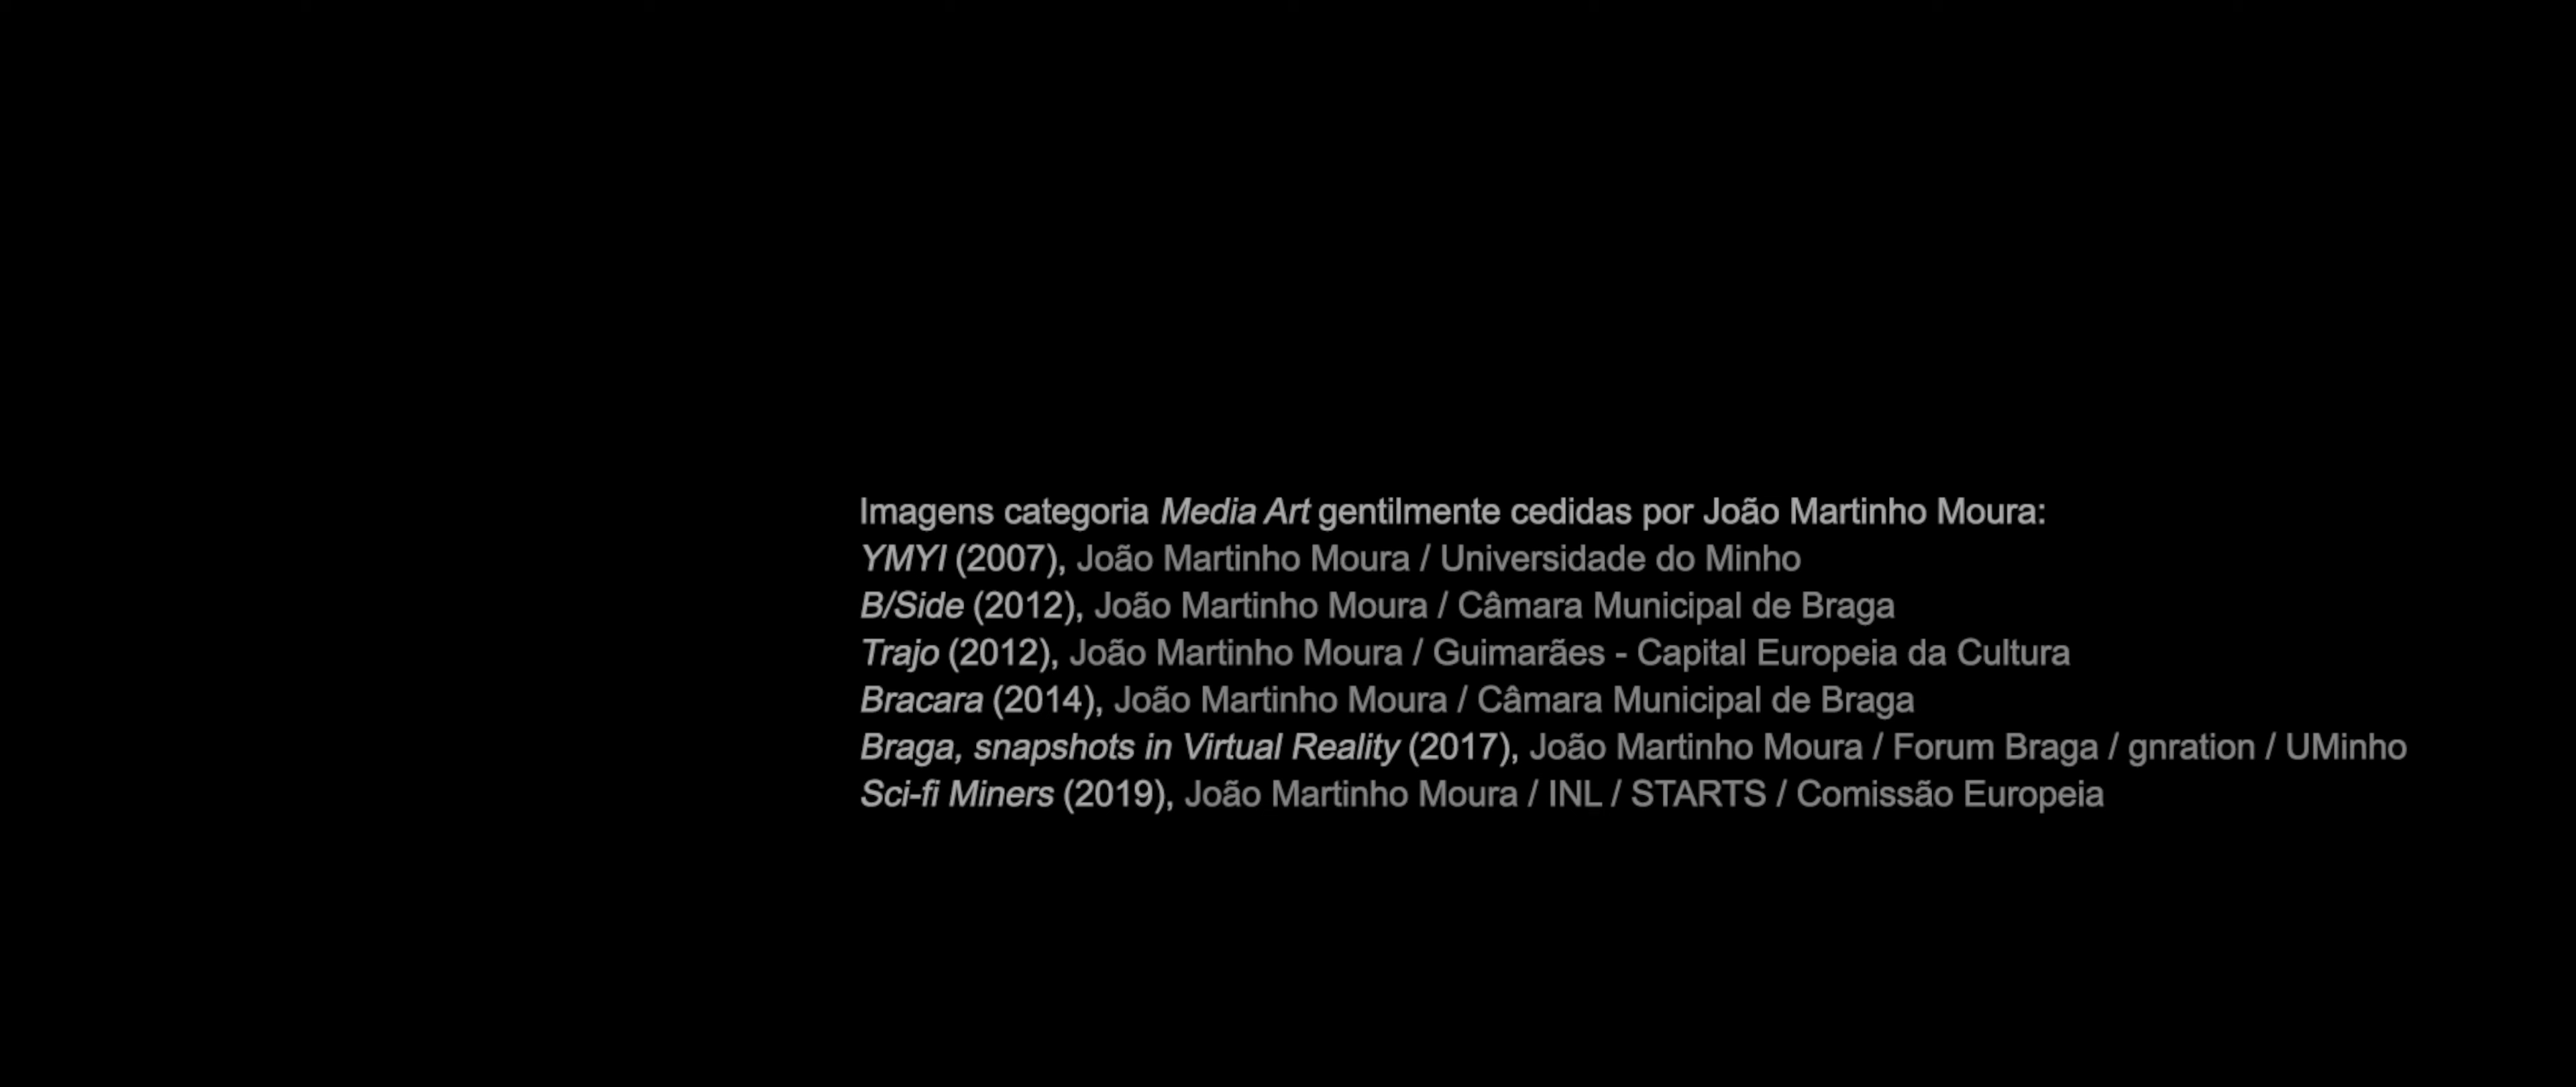 Imagens categoria Media Art gentilmente cedidas por João Martinho Moura:
YMYI (2007), João Martinho Moura / Universidade do Minho
B/Side (2012), João Martinho Moura / Câmara Municipal de Braga
Trajo (2012), João Martinho Moura / Guimarães - Capital Europeia da Cultura
Bracara (2014), João Martinho Moura / Câmara Municipal de Braga
Braga, snapshots in Virtual Reality (2017), João Martinho Moura / Forum Braga / gnration / UMinho
Sci-fi Miners (2019), João Martinho Moura / INL / STARTS / Comissão Europeia